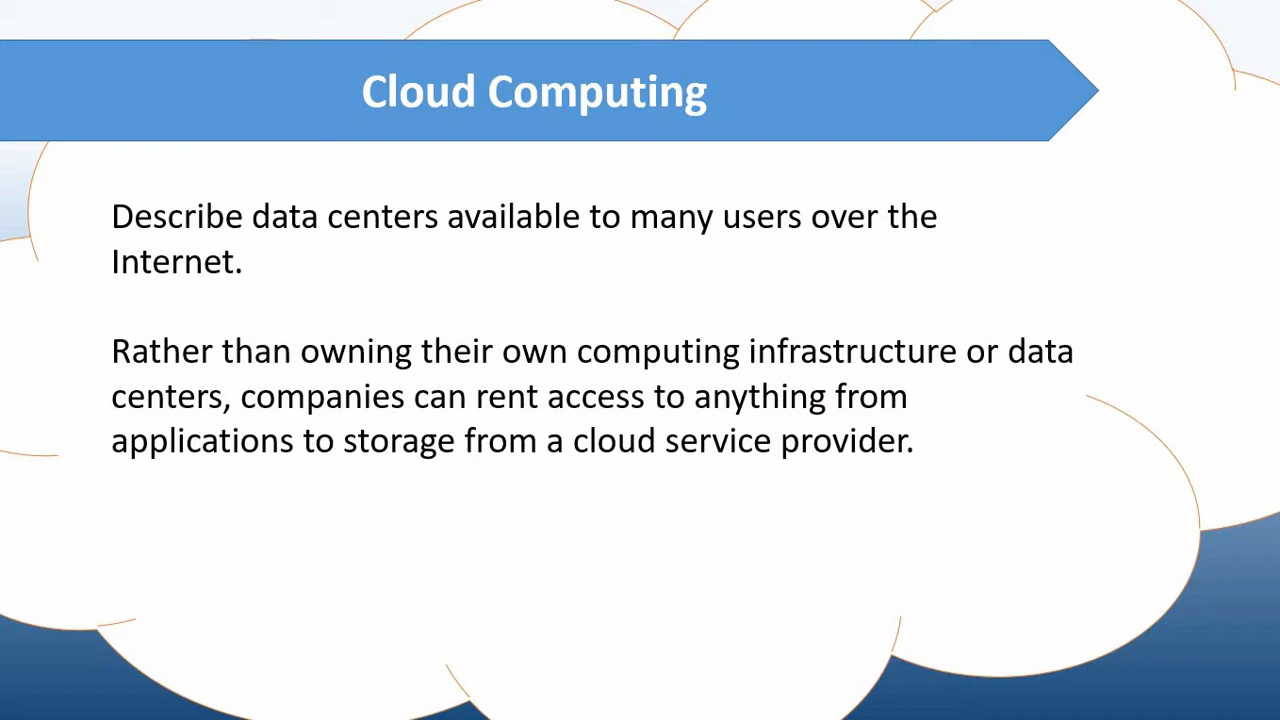 Cloud Computing
Describe data centers available to many users over the
Internet.
Rather than owning their own computing infrastructure or data
centers, companies can rent access to anything from
applications to storage from a cloud service provider.